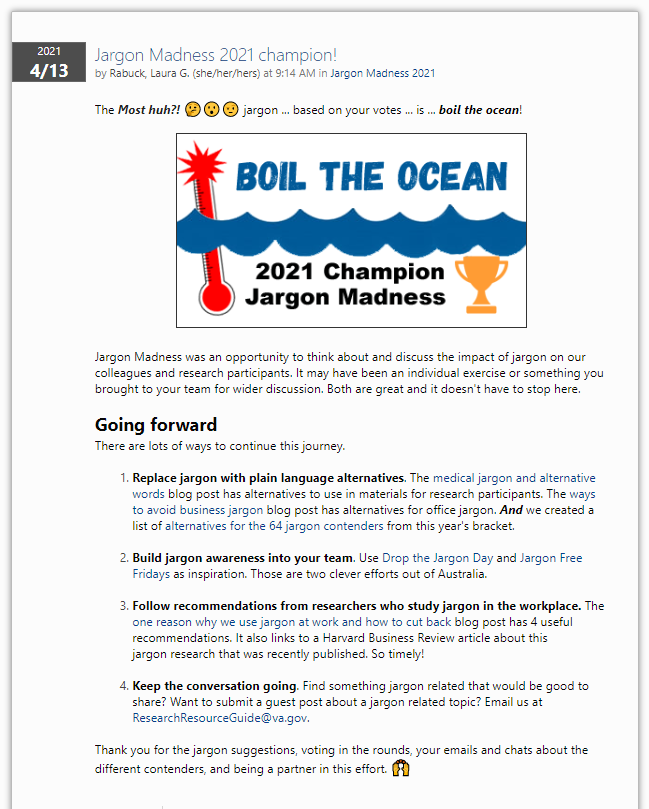 2021
4/13
Jargon Madness 2021 champion!
by Rabuck, Laura G. (she/her/hers) at 9:14 AM in Jargon Madness 2021
The Most huh?! 🤔😮🤨 jargon ... based on your votes ... is ... boil the ocean!
BOIL THE OCEAN
2021 Champion
Jargon Madness
Jargon Madness was an opportunity to think about and discuss the impact of jargon on our
colleagues and research participants. It may have been an individual exercise or something you
brought to your team for wider discussion. Both are great and it doesn't have to stop here.
Going forward
There are lots of ways to continue this journey.
1. Replace jargon with plain language alternatives. The medical jargon and alternative
words blog post has alternatives to use in materials for research participants. The ways
to avoid business jargon blog post has alternatives for office jargon. And we created a
list of alternatives for the 64 jargon contenders from this year's bracket.
2. Build jargon awareness into your team. Use Drop the Jargon Day and Jargon Free
Fridays as inspiration. Those are two clever efforts out of Australia.
3. Follow recommendations from researchers who study jargon in the workplace. The
one reason why we use jargon at work and how to cut back blog post has 4 useful
recommendations. It also links to a Harvard Business Review article about this
jargon research that was recently published. So timely!
4. Keep the conversation going. Find something jargon related that would be good to
share? Want to submit a guest post about a jargon related topic? Email us at
ResearchResourceGuide@va.gov.
Thank you for the jargon suggestions, voting in the rounds, your emails and chats about the
different contenders, and being a partner in this effort. 🙌